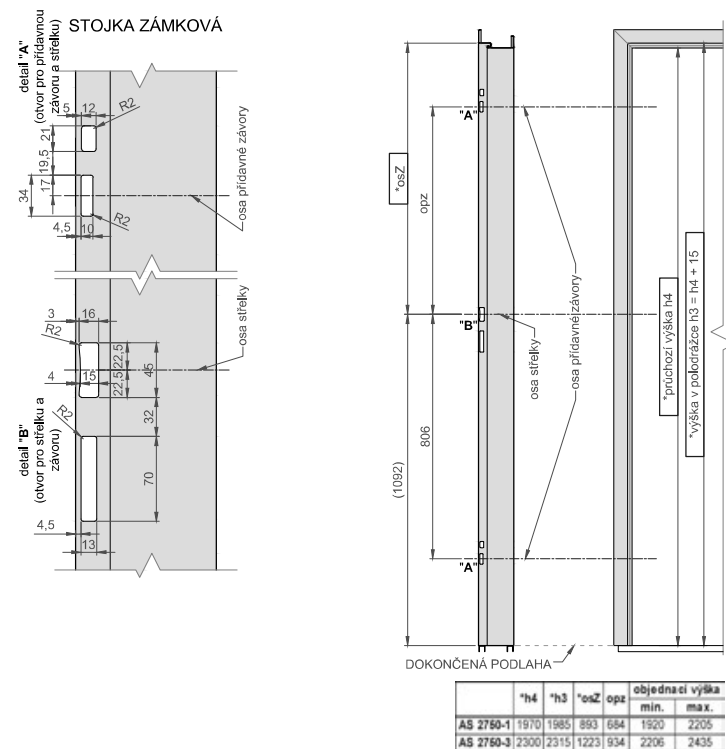 STOJKA ZÁMKOVÁ
detail "A"
(otvor pro přídavnou
závoru a střelku)
5
12
R2
21
19,5
17
34
4,5
10
R2
osa přídavné závory
3
16
R2
22,5
45
4
15
22,5
osa střelky
R2
32
detail "B"
(otvor pro střelku a
závoru)
70
4,5
13
*osZ
opz
"A"
"B"
osa střelky
osa přídavné závory
806
(1092)
"A"
*průchozí výška h4
*výška v polodrážce h3 = h4 + 15
DOKONČENÁ PODLAHA
*h4 *h3 *osZ opz objednací výška
min. max.
AS 2750-1 1970 1985 893 684 1920 2205
AS 2750-3 2300 2315 1223 934 2206 2435